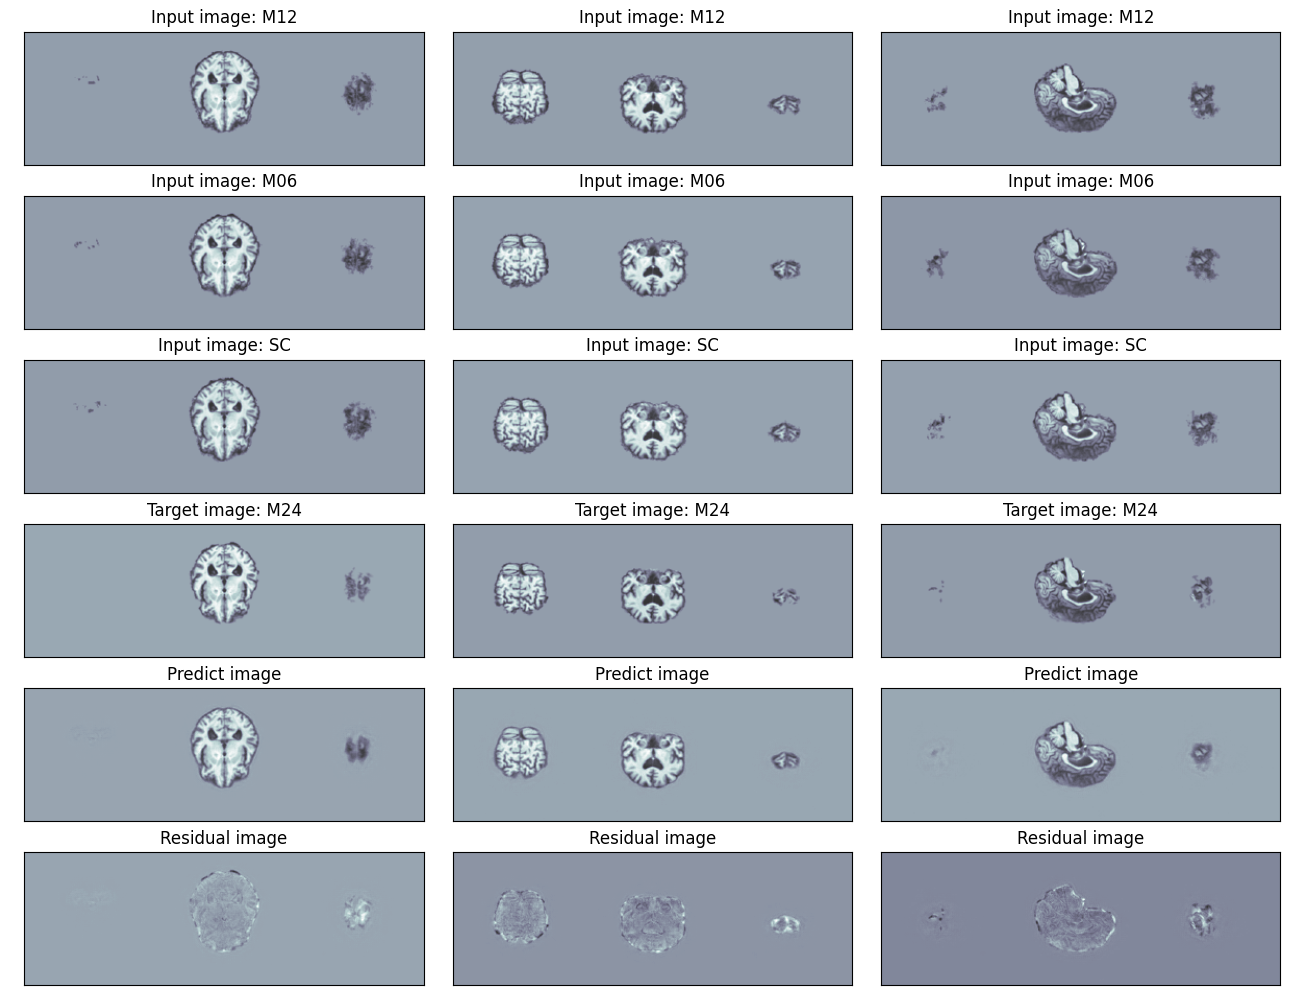 Input image: M12 Input image: M12 Input image: M12
Input image: M06 Input image: M06 Input image: M06
Input image: SC Input image: SC Input image: SC
Target image: M24 Target image: M24 Target image: M24
Predict image Predict image Predict image
Residual image Residual image Residual image